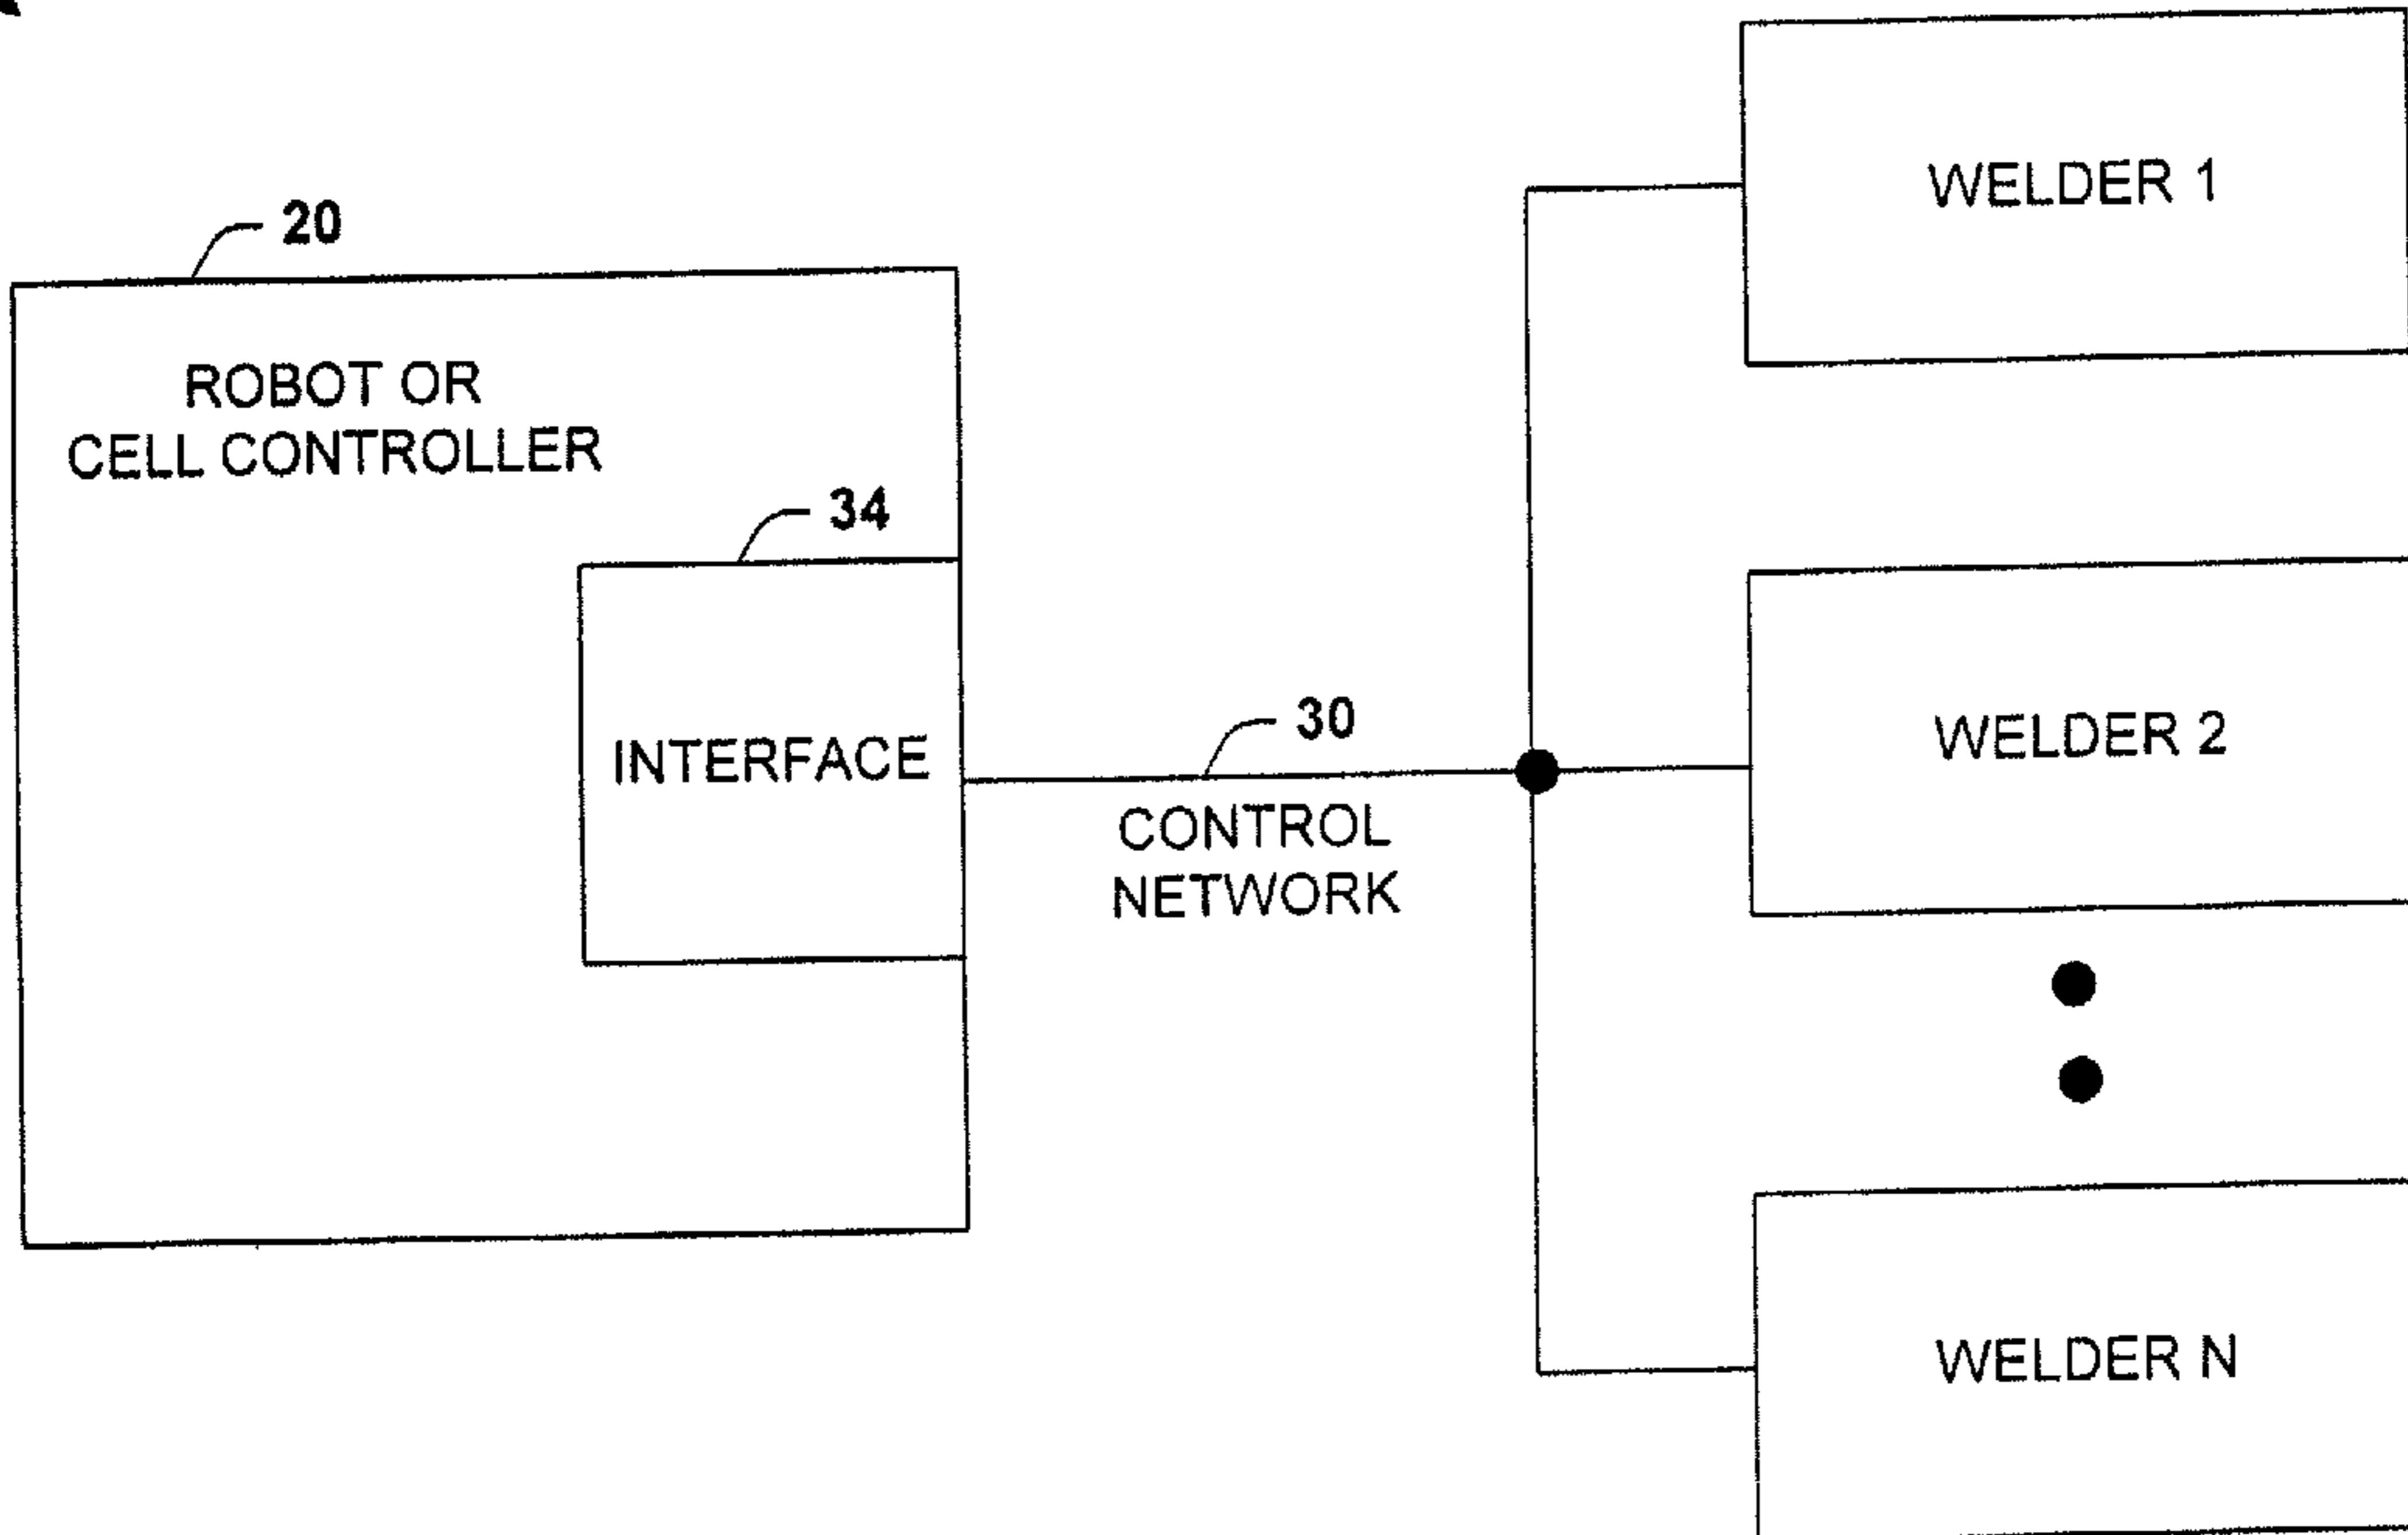 20
ROBOT OR
CELL CONTROLLER
34
INTERFACE
30
CONTROL
NETWORK
WELDER 1
WELDER 2
WELDER N